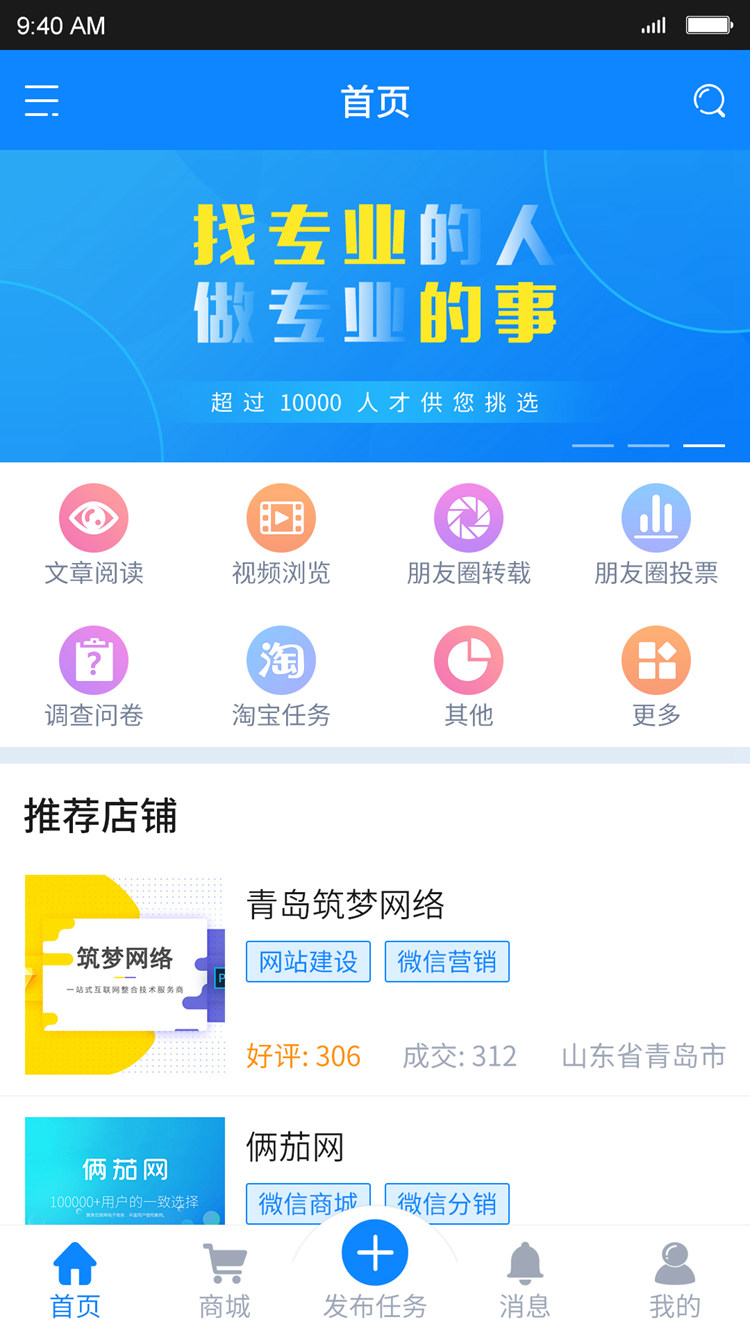 9:40 AM
首页
找专业的人
做专业的事
超过 10000 人才供您挑选
文章阅读 视频浏览 朋友圈转载 朋友圈投票
?
淘
调查问卷 淘宝任务 其他 更多
推荐店铺
筑梦网络
一站式互联网整合技术服务商
P
青岛筑梦网络
网站建设 微信营销
好评: 306 成交: 312 山东省青岛市
俩茄网
100000+用户的一致选择
俩茄网
微信商城 微信分销
首页 商城 发布任务 消息 我的